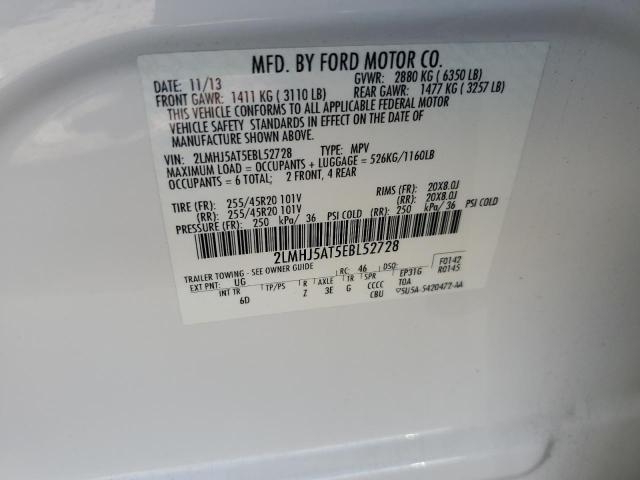 MFD. BY FORD MOTOR CO.
DATE: 11/13 GVWR: 2880 KG ( 6350 LB)
FRONT GAWR: 1411 KG ( 3110 LB) REAR GAWR: 1477 KG ( 3257 LB)
THIS VEHICLE CONFORMS TO ALL APPLICABLE FEDERAL MOTOR
VEHICLE SAFETY STANDARDS IN EFFECT ON THE DATE OF
MANUFACTURE SHOWN ABOVE.
VIN: 2LMHJ5AT5EBL52728 TYPE: MPV
MAXIMUM LOAD = OCCUPANTS + LUGGAGE = 526KG/1160LB
OCCUPANTS = 6 TOTAL; 2 FRONT, 4 REAR
TIRE (FR): 255/45R20 101V RIMS (FR): 20X8.0J
(RR): 255/45R20 101V (RR): 20X8.0J
PRESSURE (FR): 250 kPa/ 36 PSI COLD (RR): 250 kPa/ 36 PSI COLD
2LMHJ5AT5EBL52728
TRAILER TOWING - SEE OWNER GUIDE RC: 46 DSO: F0142
EXT PNT: UG EP31G R0145
INT TR TP/PS R AXLE TR SPR TOA
6D Z 3E G CCCC
CBU 5U5A-5420472-AA